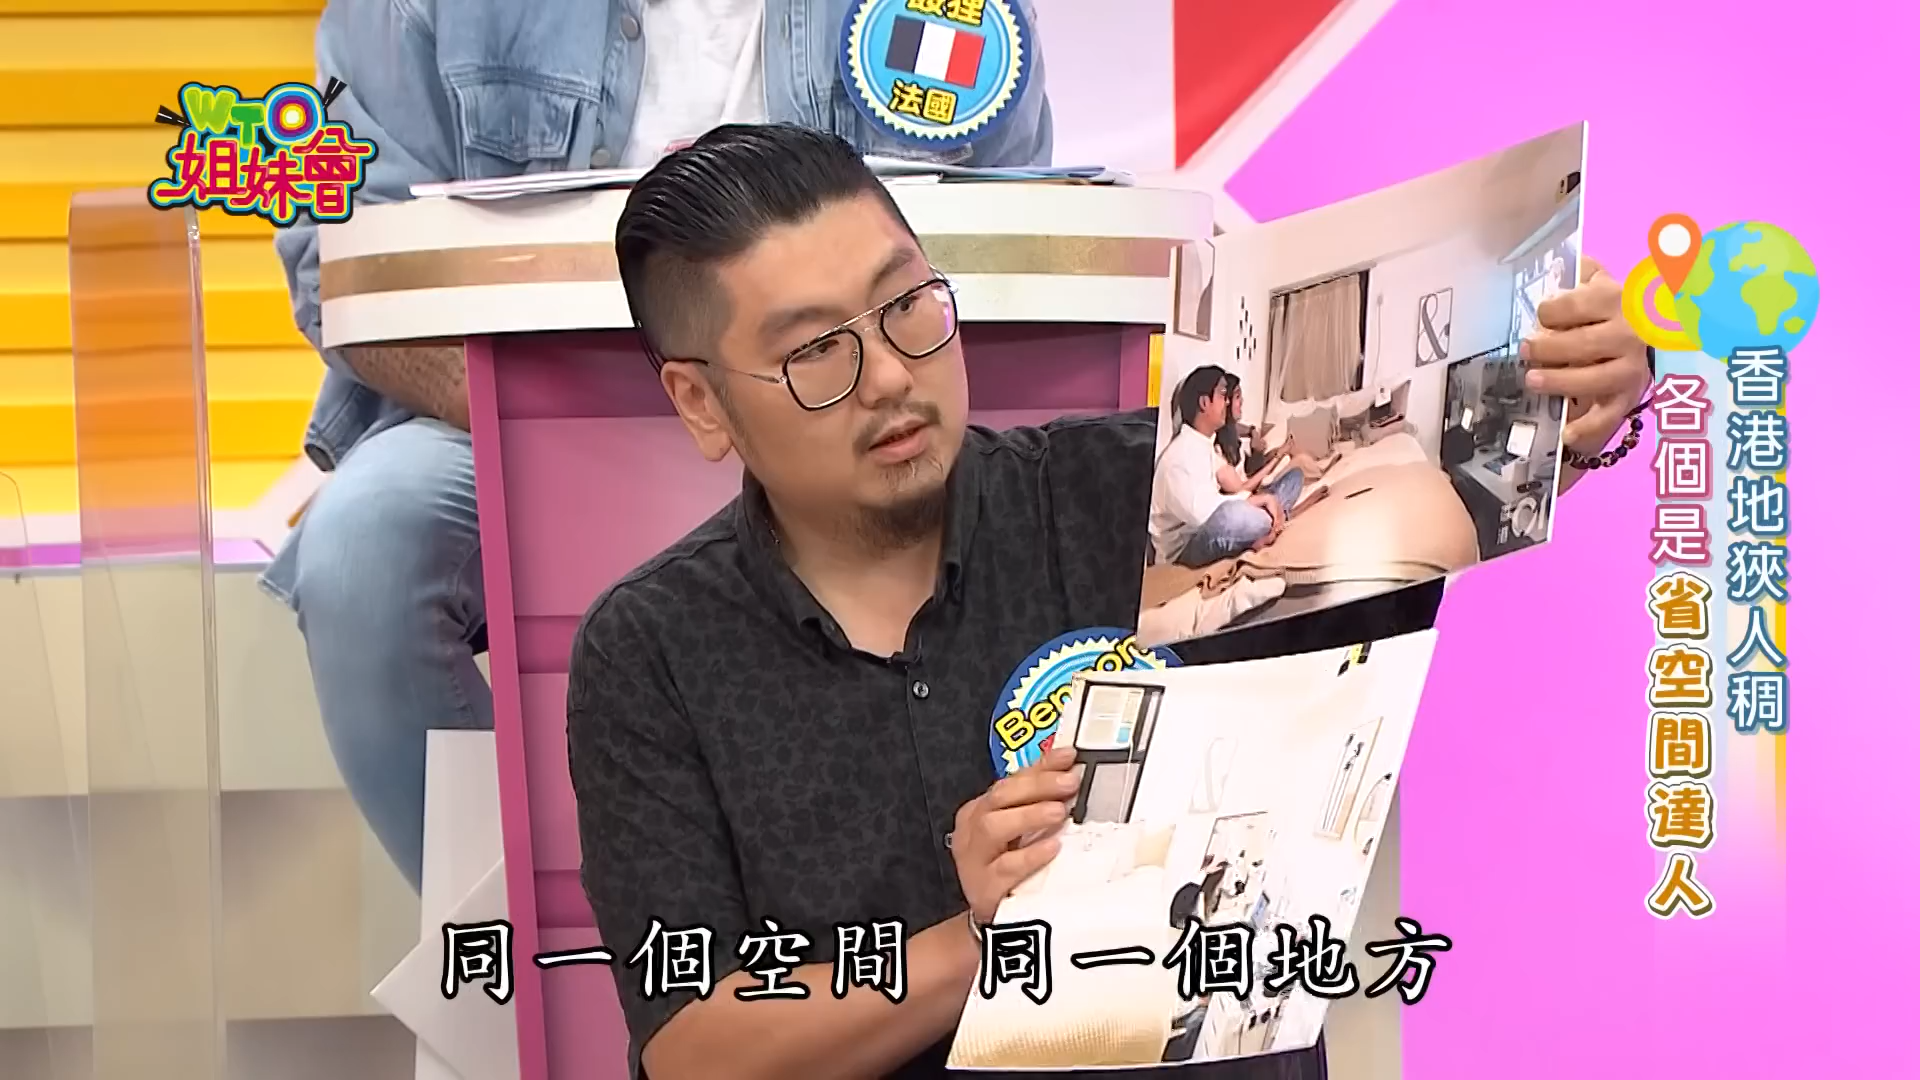 法國
WTO
姐妹會
香港地狹人稠
各個是省空間達人
&
同一個空間 同一個地方